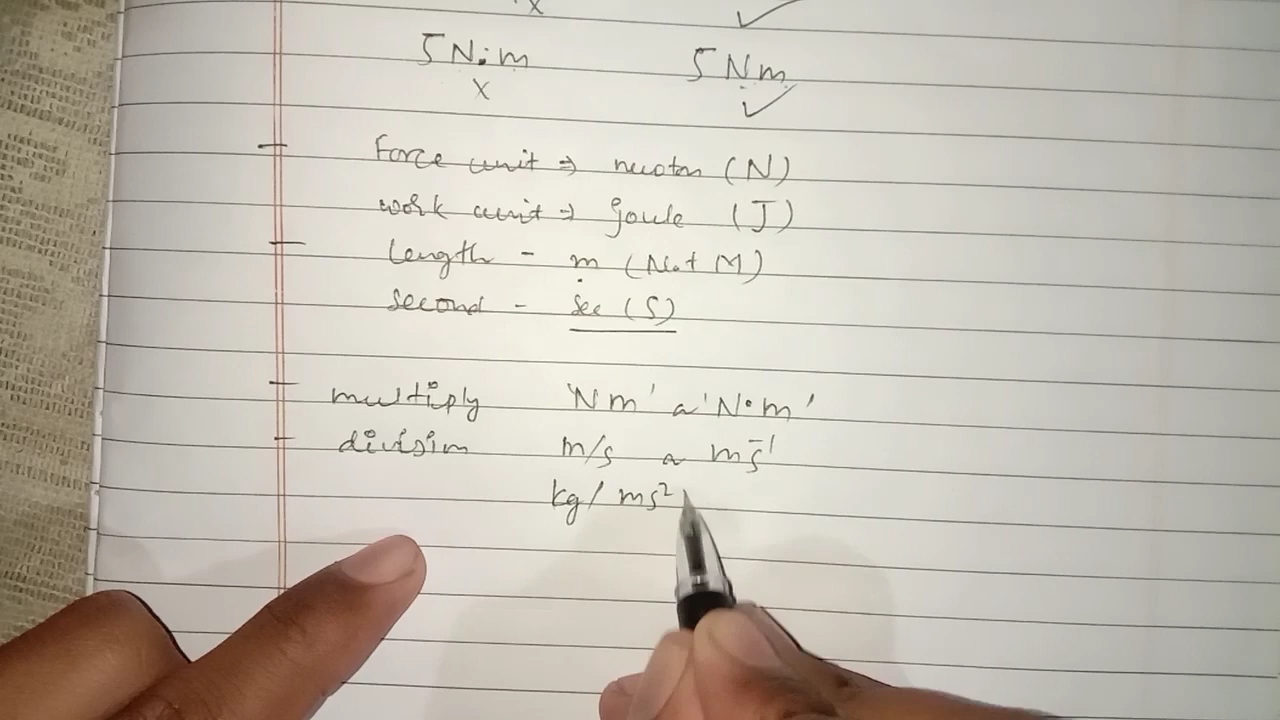 x ✓
5 N.m 5 Nm
x ✓
Force unit ⇒ newton (N)
work unit ⇒ joule (J)
length - m (Not M)
second - sec (S)
multiply 'Nm' or 'N·m'
division m/s or ms⁻¹
kg/ms²